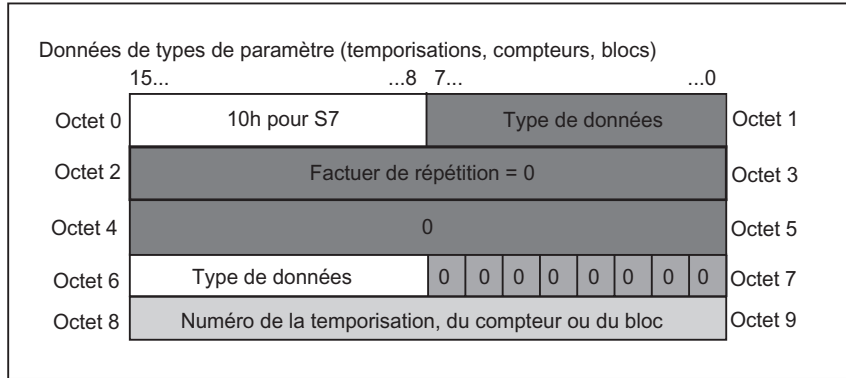 Données de types de paramètre (temporisations, compteurs, blocs)
15... ...8 7... ...0
Octet 0 10h pour S7 Type de données Octet 1
Octet 2 Factuer de répétition = 0 Octet 3
Octet 4 0 Octet 5
Octet 6 Type de données 0 0 0 0 0 0 0 0 Octet 7
Octet 8 Numéro de la temporisation, du compteur ou du bloc Octet 9